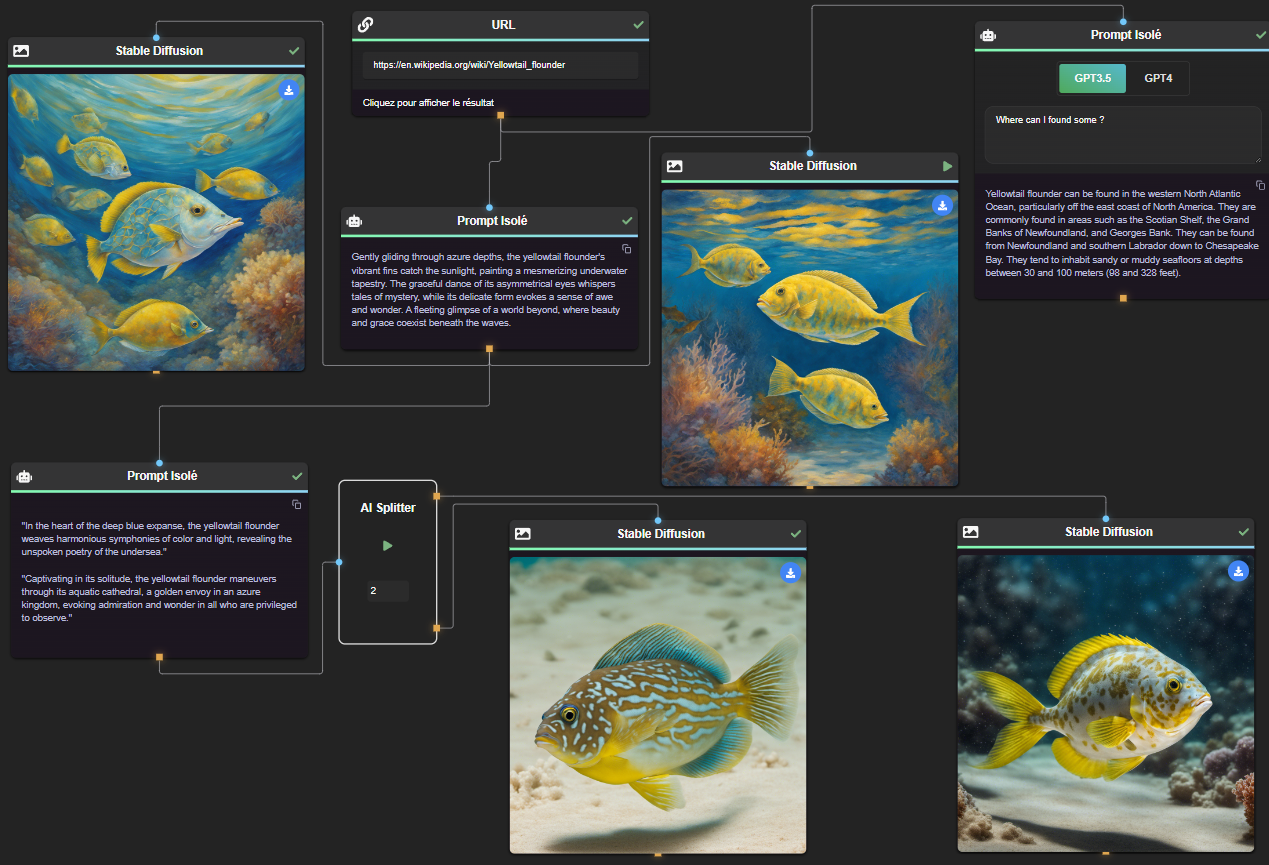 Stable Diffusion
URL
https://en.wikipedia.org/wiki/Yellowtail_flounder
Cliquez pour afficher le résultat
Prompt Isolé
GPT3.5
GPT4
Where can I found some ?
Yellowtail flounder can be found in the western North Atlantic
Ocean, particularly off the east coast of North America. They are
commonly found in areas such as the Scotian Shelf, the Grand
Banks of Newfoundland, and Georges Bank. They can be found
from Newfoundland and southern Labrador down to Chesapeake
Bay. They tend to inhabit sandy or muddy seafloors at depths
between 30 and 100 meters (98 and 328 feet).
Stable Diffusion
Prompt Isolé
Gently gliding through azure depths, the yellowtail flounder's
vibrant fins catch the sunlight, painting a mesmerizing underwater
tapestry. The graceful dance of its asymmetrical eyes whispers
tales of mystery, while its delicate form evokes a sense of awe
and wonder. A fleeting glimpse of a world beyond, where beauty
and grace coexist beneath the waves.
Prompt Isolé
"In the heart of the deep blue expanse, the yellowtail flounder
weaves harmonious symphonies of color and light, revealing the
unspoken poetry of the undersea."
"Captivating in its solitude, the yellowtail flounder maneuvers
through its aquatic cathedral, a golden envoy in an azure
kingdom, evoking admiration and wonder in all who are privileged
to observe."
AI Splitter
2
Stable Diffusion
Stable Diffusion